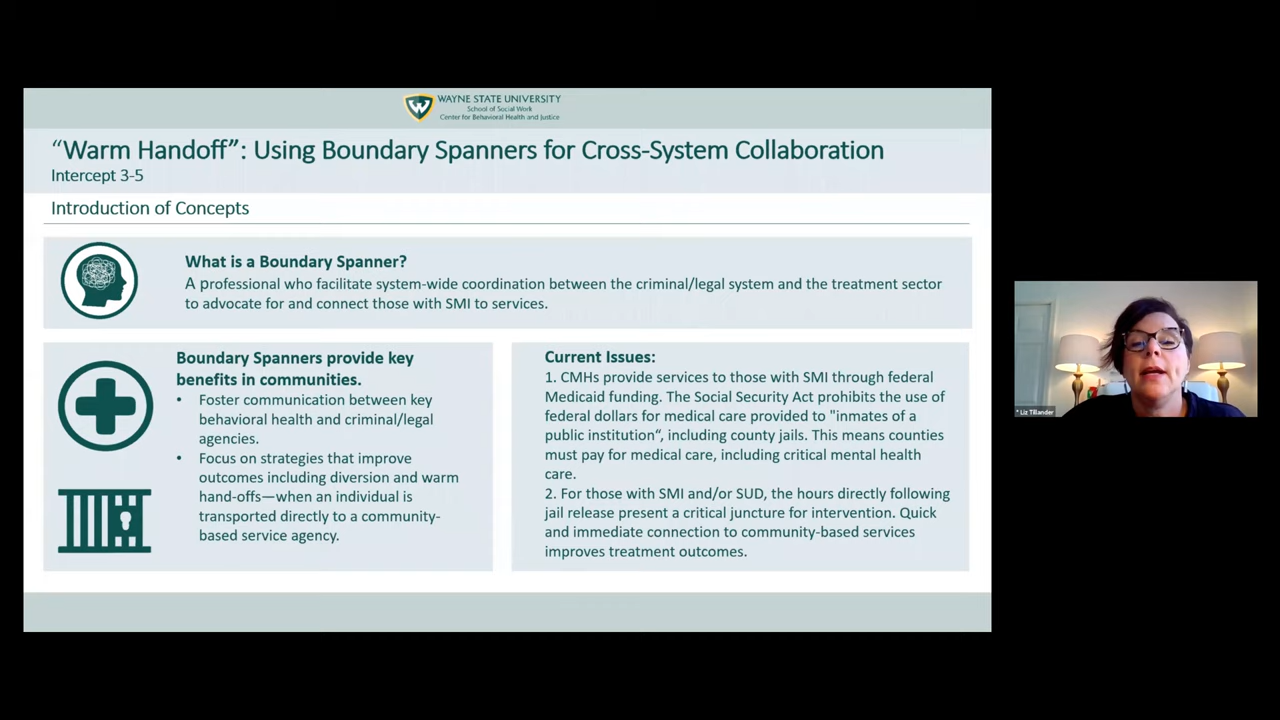 WAYNE STATE UNIVERSITY
School of Social Work
Center for Behavioral Health and Justice
“Warm Handoff”: Using Boundary Spanners for Cross-System Collaboration
Intercept 3-5
Introduction of Concepts
What is a Boundary Spanner?
A professional who facilitate system-wide coordination between the criminal/legal system and the treatment sector
to advocate for and connect those with SMI to services.
Boundary Spanners provide key
benefits in communities.
• Foster communication between key
behavioral health and criminal/legal
agencies.
• Focus on strategies that improve
outcomes including diversion and warm
hand-offs—when an individual is
transported directly to a community-
based service agency.
Current Issues:
1. CMHs provide services to those with SMI through federal
Medicaid funding. The Social Security Act prohibits the use of
federal dollars for medical care provided to "inmates of a
public institution“, including county jails. This means counties
must pay for medical care, including critical mental health
care.
2. For those with SMI and/or SUD, the hours directly following
jail release present a critical juncture for intervention. Quick
and immediate connection to community-based services
improves treatment outcomes.
* Liz Tillander